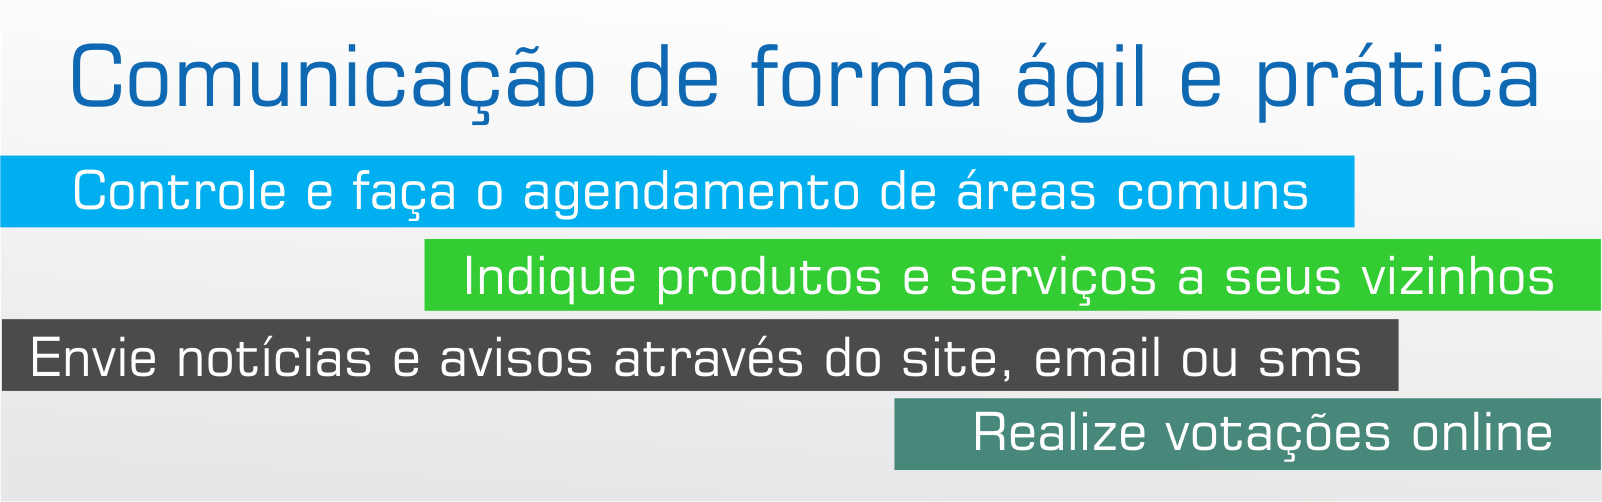 Comunicação de forma ágil e prática
Controle e faça o agendamento de áreas comuns
Indique produtos e serviços a seus vizinhos
Envie notícias e avisos através do site, email ou sms
Realize votações online